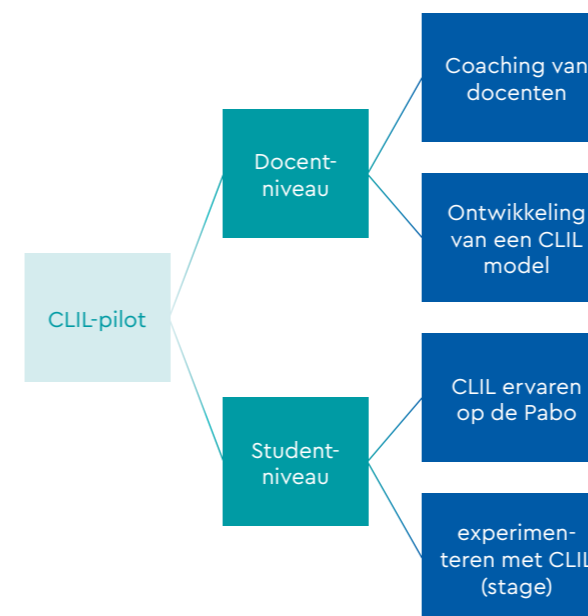 CLIL-pilot
Docent-
niveau
Coaching van
docenten
Ontwikkeling
van een CLIL
model
Student-
niveau
CLIL ervaren
op de Pabo
experimen-
teren met CLIL
(stage)